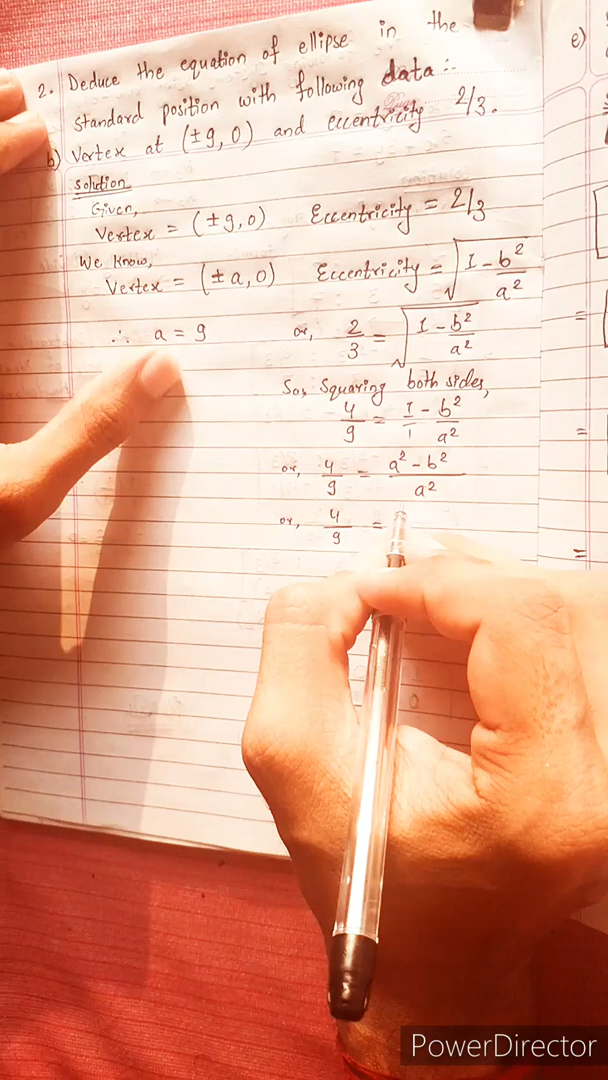 2. Deduce the equation of ellipse in the
standard position with following data :-
b) Vertex at (±9, 0) and eccentricity 2/3.
solution
Given,
Vertex = (±9, 0) Eccentricity = 2/3
We know,
Vertex = (±a, 0) Eccentricity = √(1 - b²/a²)
∴ a = 9 or, 2/3 = √(1 - b²/a²)
So, Squaring both sides,
4/9 = 1/1 - b²/a²
or, 4/9 = (a² - b²)/a²
or, 4/9 =
e)
=
=
=
PowerDirector